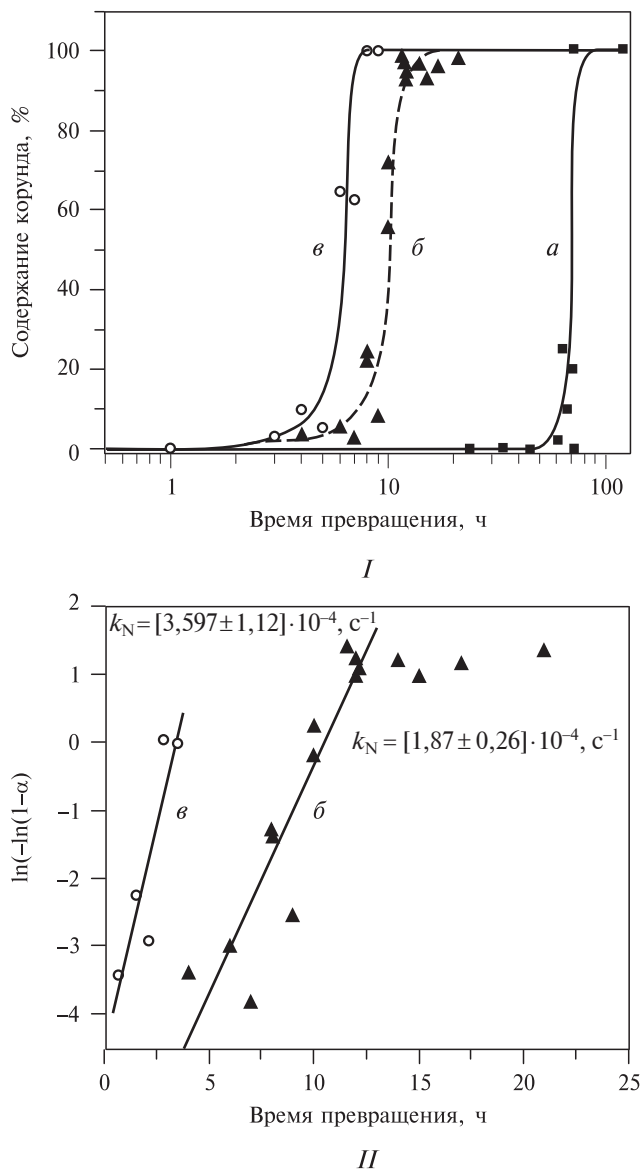 100
80
60
40
20
0
Содержание корунда, %
в
б
а
1
10
100
Время превращения, ч
I
2
1
0
–1
–2
–3
–4
ln(–ln(1–α)
kN = [3,597±1,12]·10–4, с–1
kN = [1,87±0,26]·10–4, с–1
в
б
0
5
10
15
20
25
Время превращения, ч
II